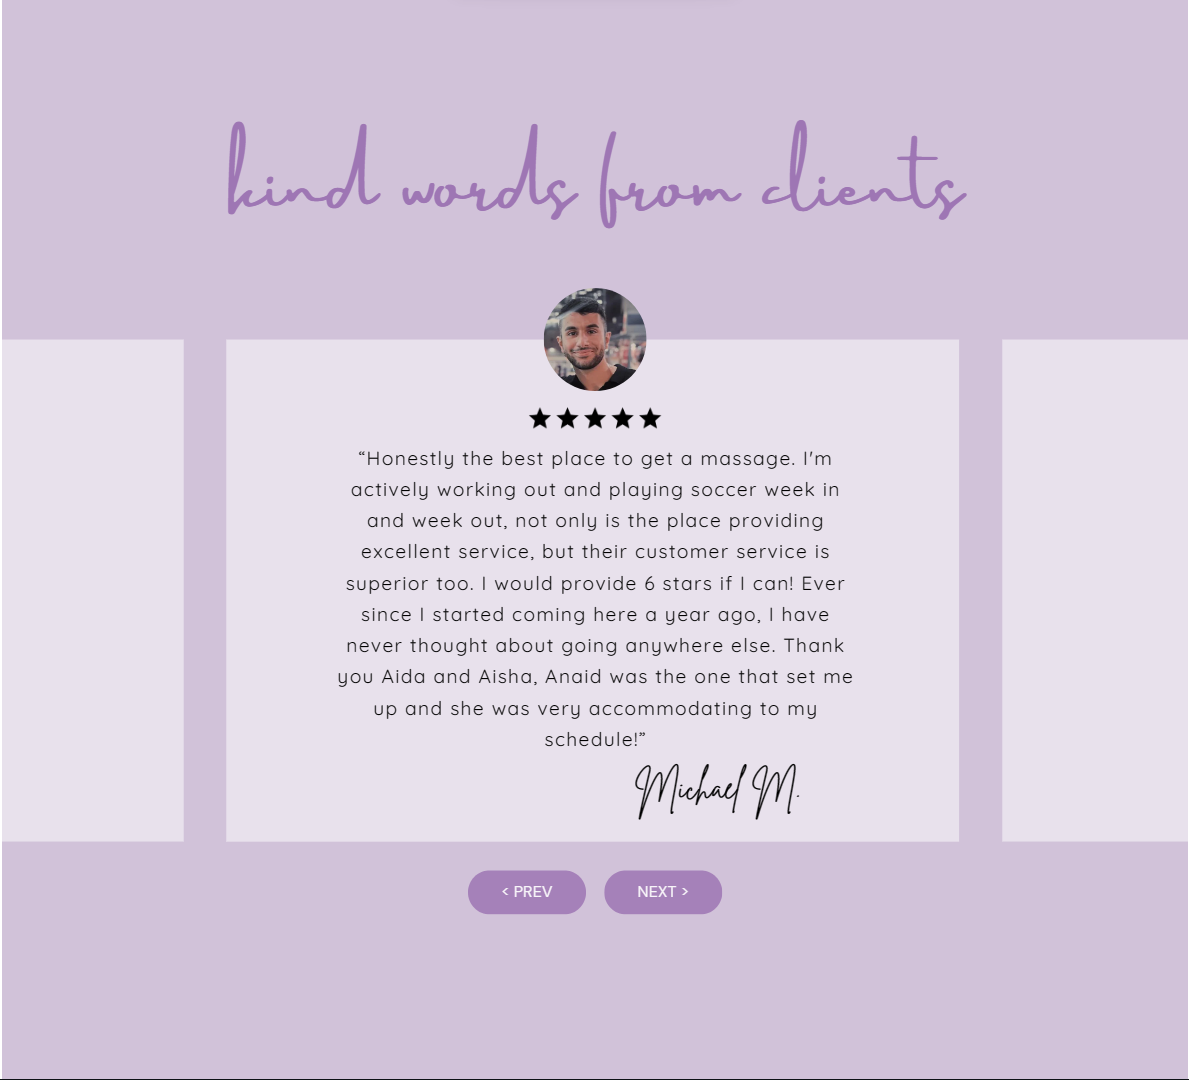 kind words from clients
“Honestly the best place to get a massage. I'm
actively working out and playing soccer week in
and week out, not only is the place providing
excellent service, but their customer service is
superior too. I would provide 6 stars if I can! Ever
since I started coming here a year ago, I have
never thought about going anywhere else. Thank
you Aida and Aisha, Anaid was the one that set me
up and she was very accommodating to my
schedule!”
Michael M.
< PREV
NEXT >